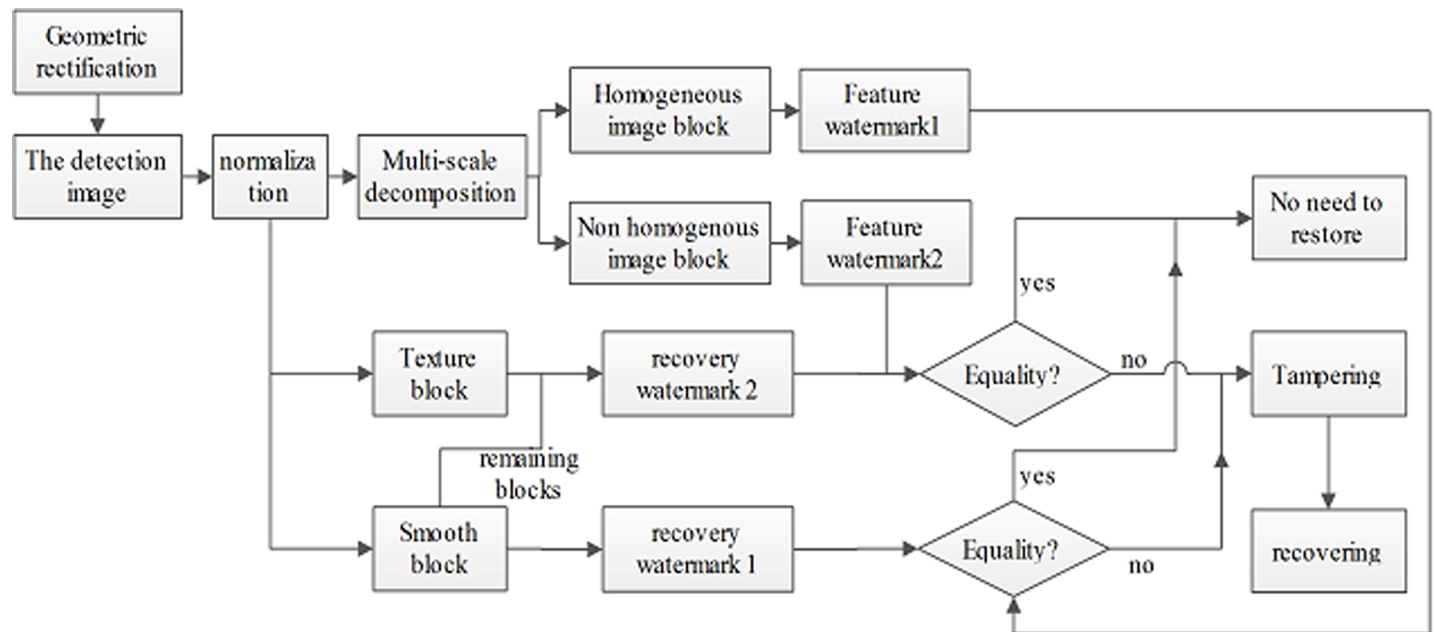 Geometric
rectification
The detection
image
normaliza
tion
Multi-scale
decomposition
Homogeneous
image block
Feature
watermark1
Non homogenous
image block
Feature
watermark2
No need to
restore
yes
Texture
block
recovery
watermark 2
Equality?
no
Tampering
remaining
blocks
yes
Smooth
block
recovery
watermark 1
Equality?
no
recovering